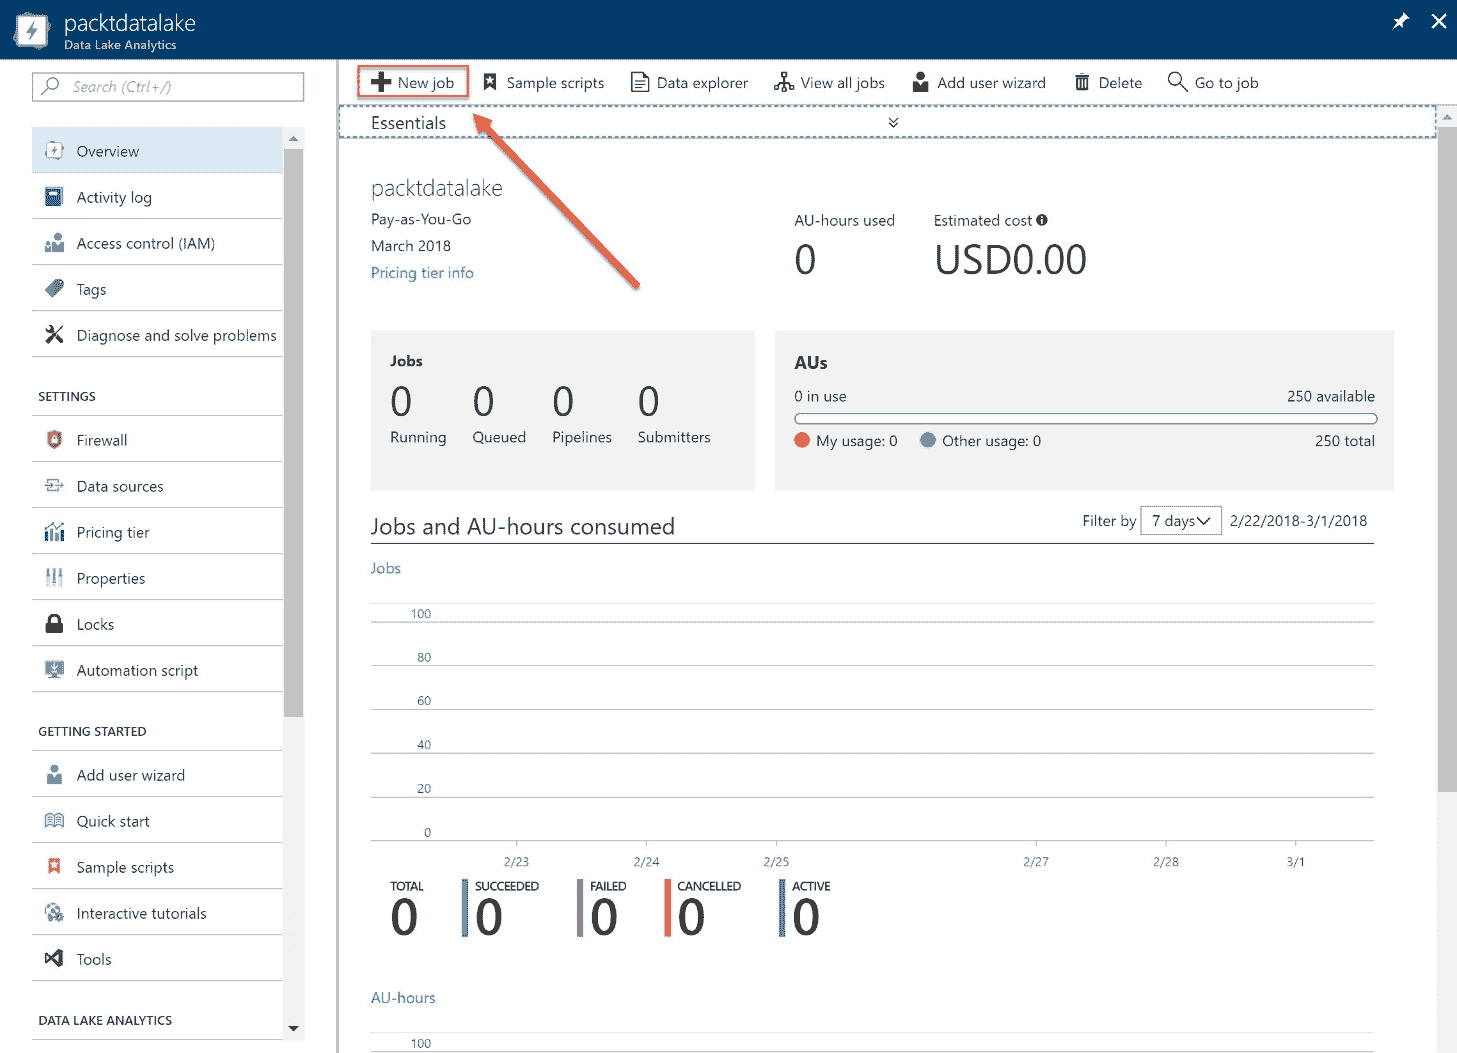 packtdatalake
Data Lake Analytics
Search (Ctrl+/)
Overview
Activity log
Access control (IAM)
Tags
Diagnose and solve problems
SETTINGS
Firewall
Data sources
Pricing tier
Properties
Locks
Automation script
GETTING STARTED
Add user wizard
Quick start
Sample scripts
Interactive tutorials
Tools
DATA LAKE ANALYTICS
New job Sample scripts Data explorer View all jobs Add user wizard Delete Go to job
Essentials
packtdatalake
Pay-as-You-Go
March 2018
Pricing tier info
AU-hours used Estimated cost
0 USD0.00
Jobs
0 0 0 0
Running Queued Pipelines Submitters
AUs
0 in use 250 available
My usage: 0 Other usage: 0 250 total
Jobs and AU-hours consumed
Filter by 7 days 2/22/2018-3/1/2018
Jobs
100
80
60
40
20
0
2/23 2/24 2/25 2/27 2/28 3/1
TOTAL SUCCEEDED FAILED CANCELLED ACTIVE
0 0 0 0 0
AU-hours
100